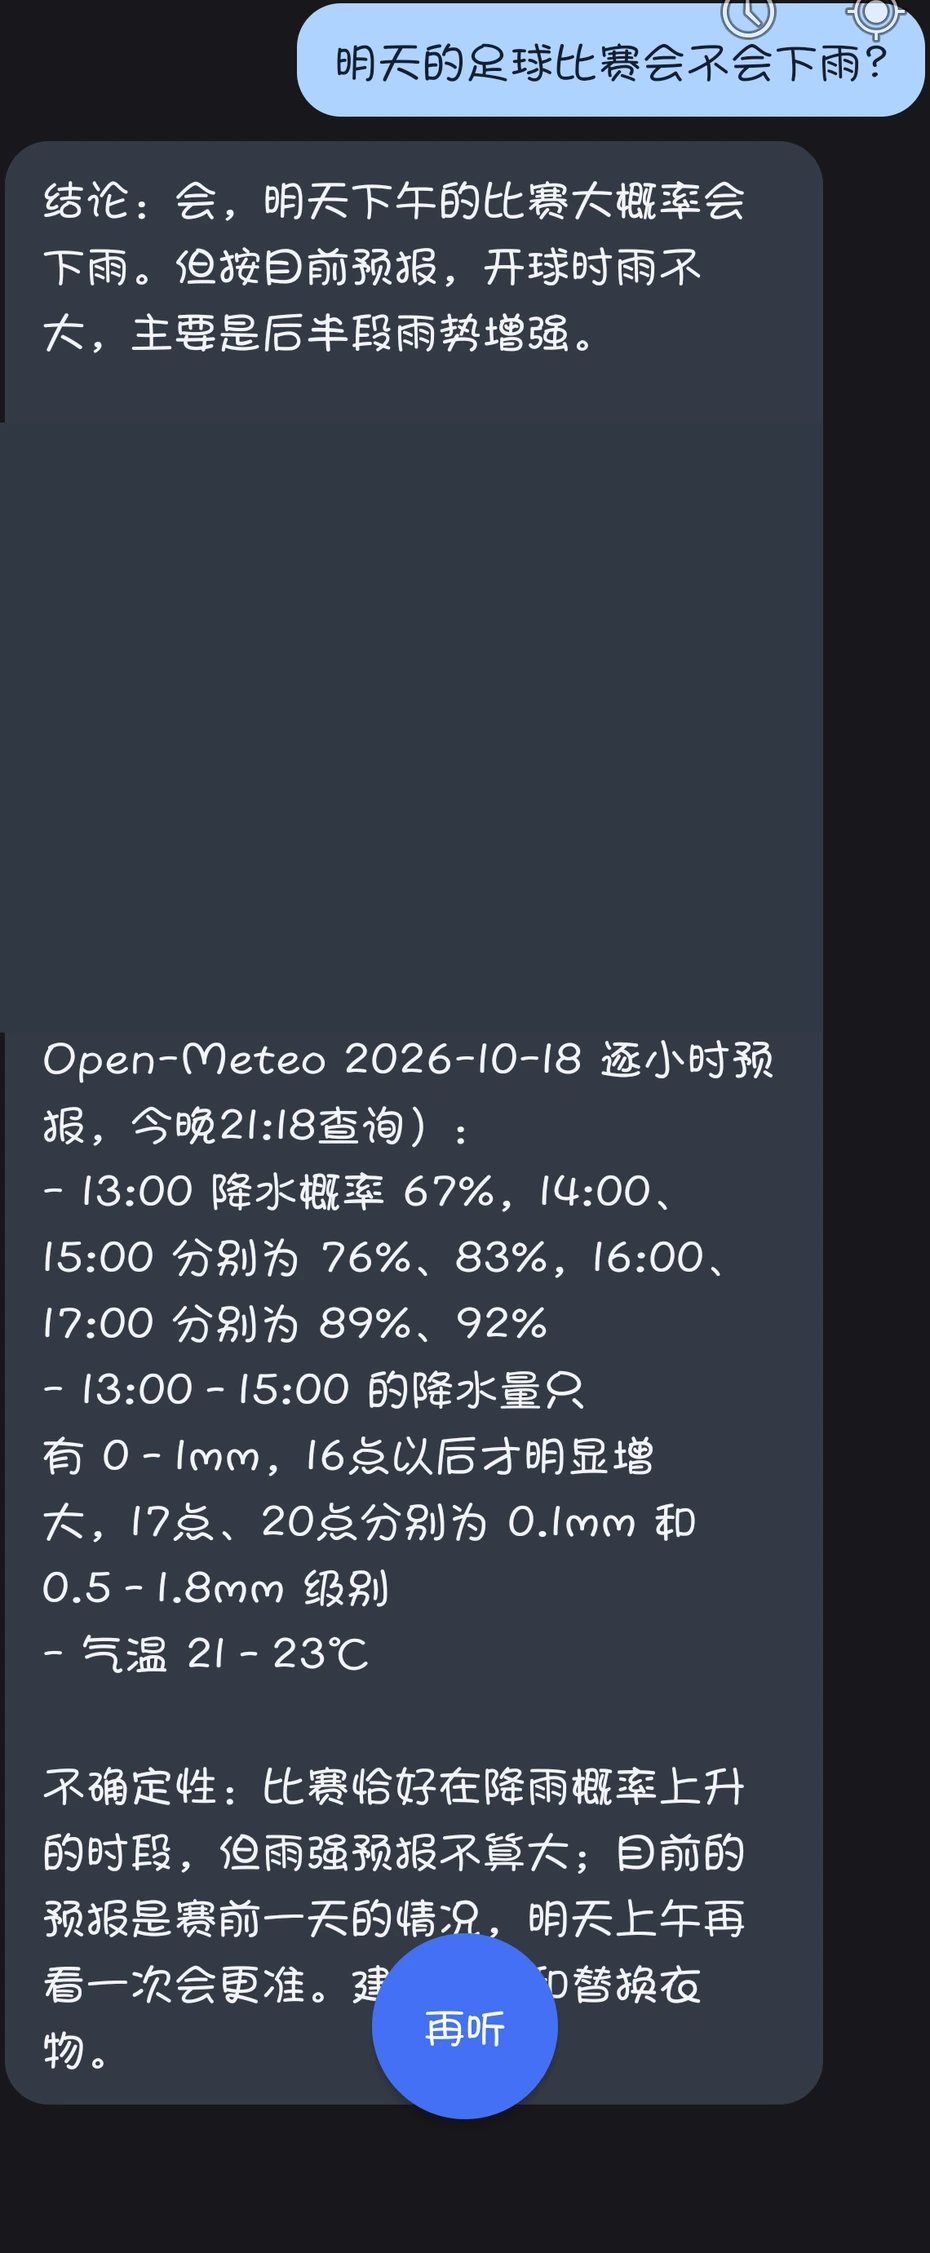 明天的足球比赛会不会下雨?
结论：会，明天下午的比赛大概率会
下雨。但按目前预报，开球时雨不
大，主要是后半段雨势增强。
Open-Meteo 2026-10-18 逐小时预
报，今晚21:18查询）：
- 13:00 降水概率 67%，14:00、
15:00 分别为 76%、83%，16:00、
17:00 分别为 89%、92%
- 13:00-15:00 的降水量只
有 0-1mm，16点以后才明显增
大，17点、20点分别为 0.1mm 和
0.5-1.8mm 级别
- 气温 21-23℃
不确定性：比赛恰好在降雨概率上升
的时段，但雨强预报不算大；目前的
预报是赛前一天的情况，明天上午再
看一次会更准。替换衣
物。
再听